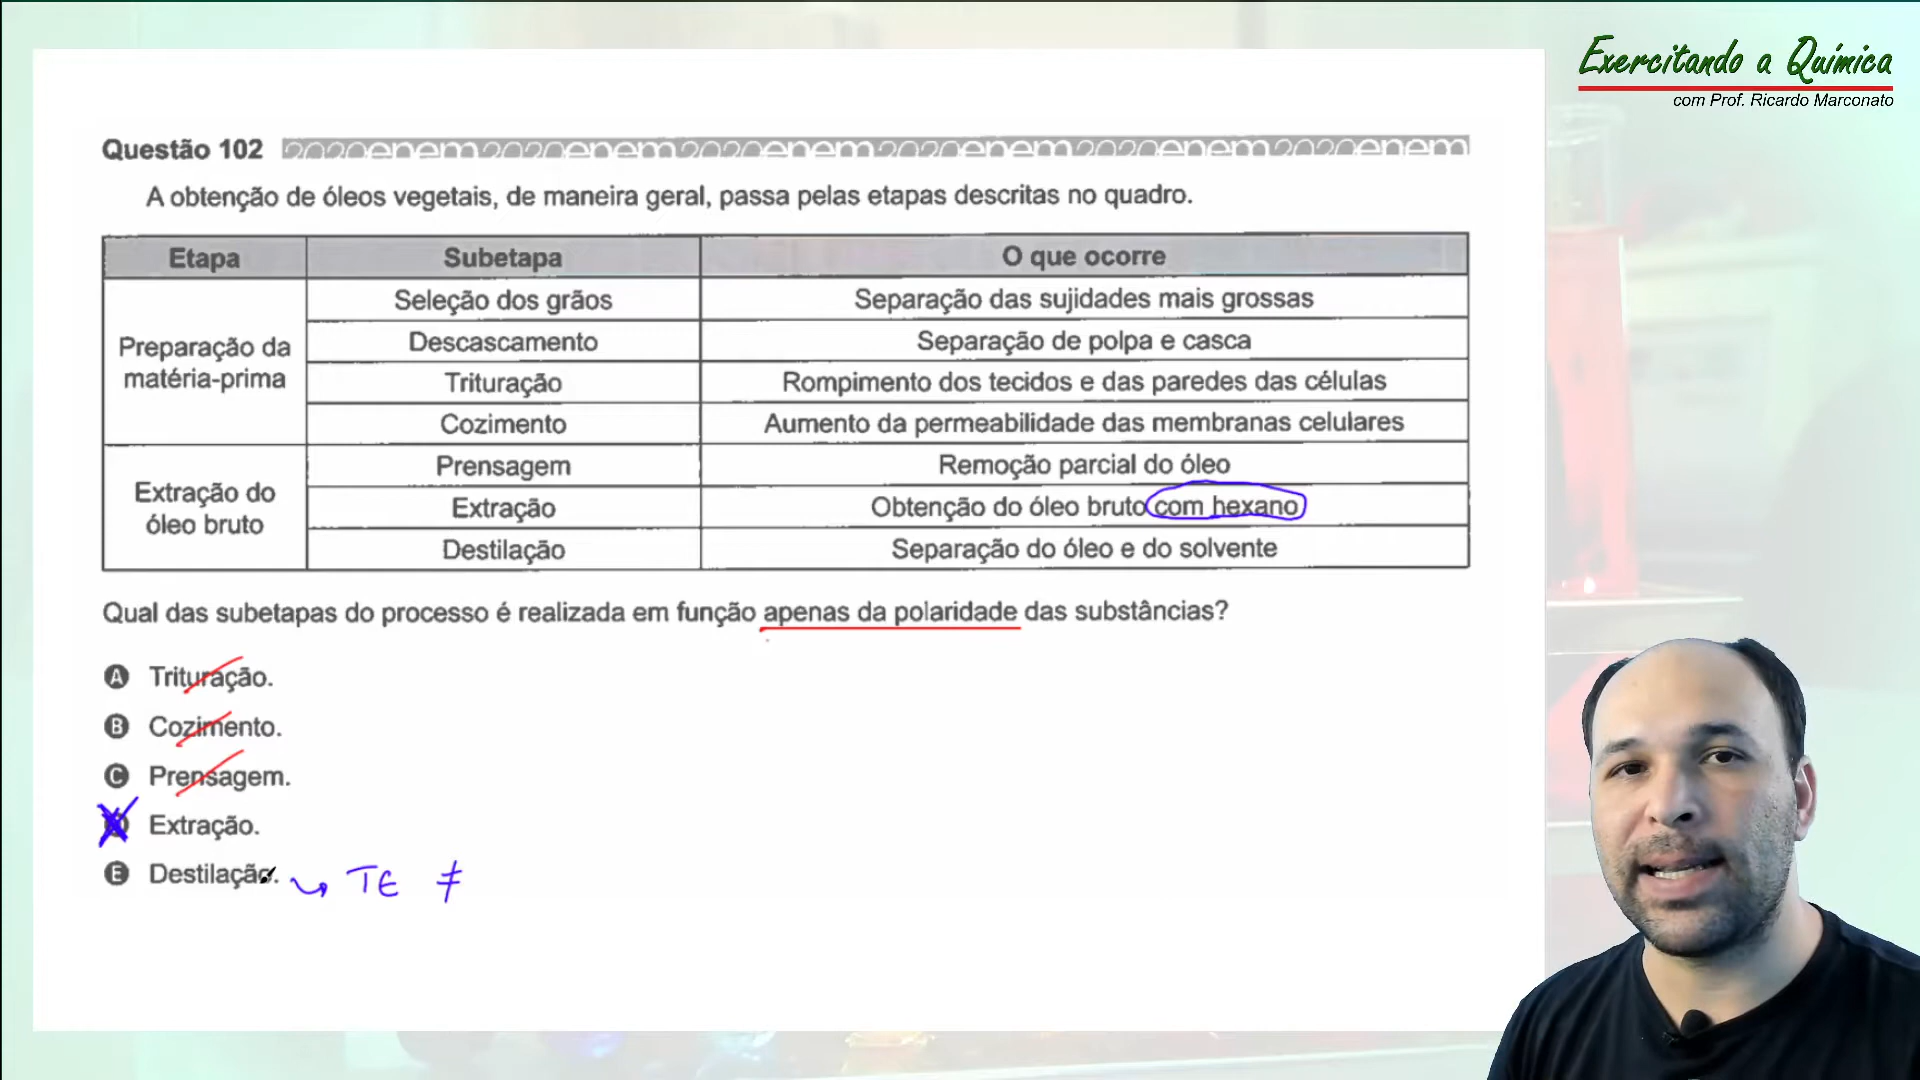 Exercitando a Química
com Prof. Ricardo Marconato
Questão 102 2020enem2020enem2020enem2020enem2020enem2020enem
A obtenção de óleos vegetais, de maneira geral, passa pelas etapas descritas no quadro.
Etapa Subetapa O que ocorre
Preparação da matéria-prima
Seleção dos grãos Separação das sujidades mais grossas
Descascamento Separação de polpa e casca
Trituração Rompimento dos tecidos e das paredes das células
Cozimento Aumento da permeabilidade das membranas celulares
Extração do óleo bruto
Prensagem Remoção parcial do óleo
Extração Obtenção do óleo bruto com hexano
Destilação Separação do óleo e do solvente
Qual das subetapas do processo é realizada em função apenas da polaridade das substâncias?
A Trituração.
B Cozimento.
C Prensagem.
D Extração.
E Destilação. TE ≠